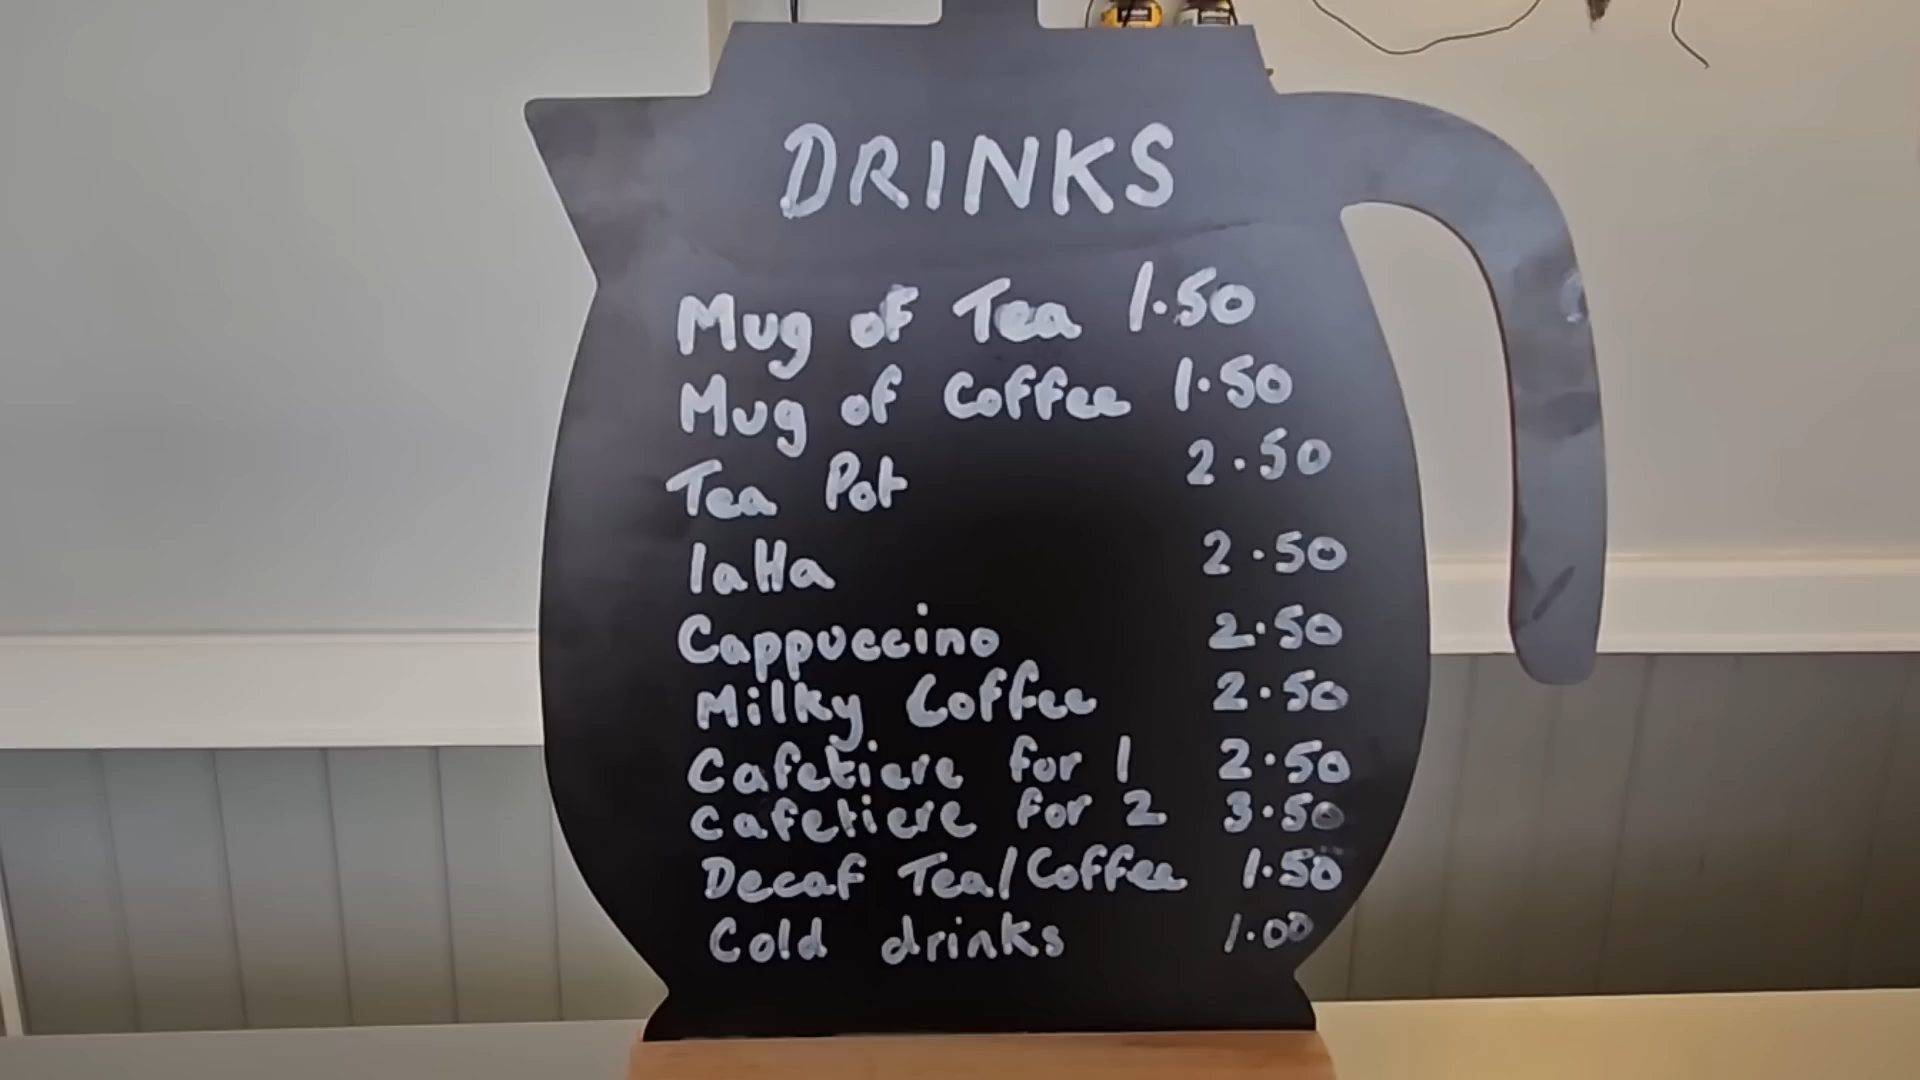 DRINKS
Mug of Tea 1.50
Mug of Coffee 1.50
Tea Pot 2.50
latta 2.50
Cappuccino 2.50
Milky Coffee 2.50
Cafetiere for 1 2.50
Cafetiere for 2 3.50
Decaf Tea/Coffee 1.50
Cold drinks 1.00